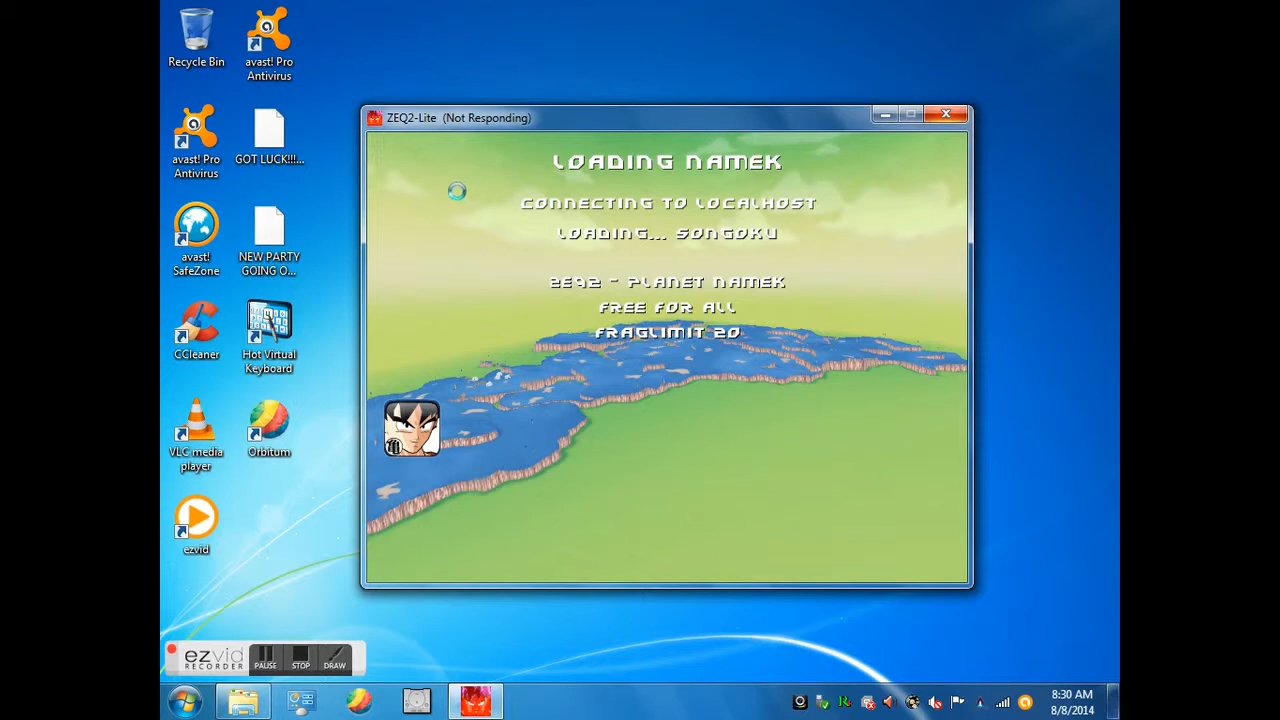 Recycle Bin
avast! Pro
Antivirus
avast! Pro
Antivirus
GOT LUCK!!!...
avast!
SafeZone
NEW PARTY
GOING O...
CCleaner
Hot Virtual
Keyboard
VLC media
player
Orbitum
ezvid
ZEQ2-Lite (Not Responding)
LOADING NAMEK
CONNECTING TO LOCALHOST
LOADING... SONGOKU
ZEQ2 - PLANET NAMEK
FREE FOR ALL
FRAGLIMIT 20
ezvid
RECORDER
PAUSE
STOP
DRAW
8:30 AM
8/8/2014